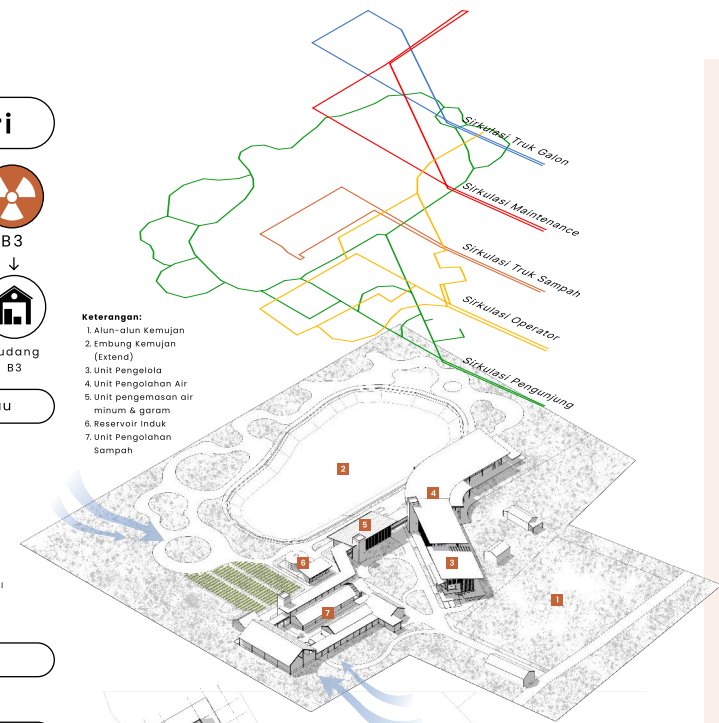 ri
B3
udang
B3
Sirkulasi Truk Galon
Sirkulasi Maintenance
Sirkulasi Truk Sampah
Sirkulasi Operator
Sirkulasi Pengunjung
Keterangan:
1. Alun-alun Kemujan
2. Embung Kemujan
(Extend)
3. Unit Pengelola
4. Unit Pengolahan Air
5. Unit pengemasan air
minum & garam
6. Reservoir Induk
7. Unit Pengolahan
Sampah
2
4
5
3
6
1
7